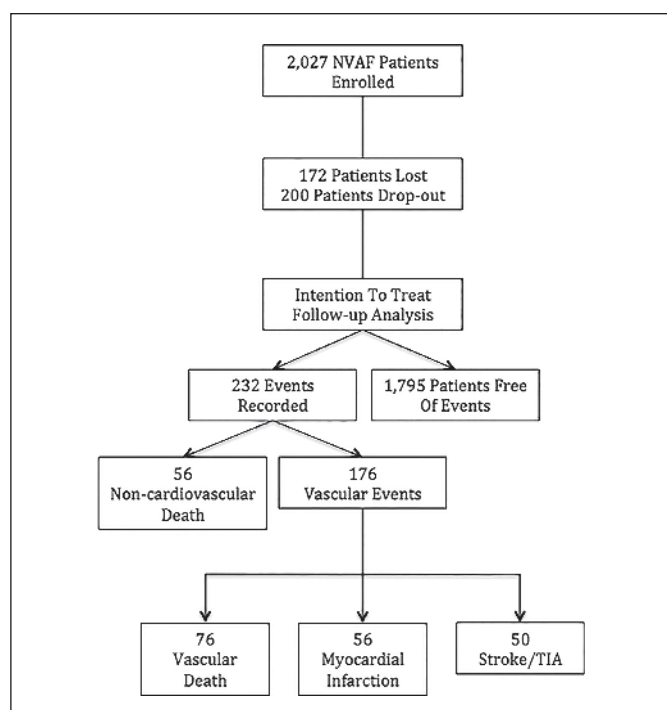 2,027 NVAF Patients
Enrolled
172 Patients Lost
200 Patients Drop-out
Intention To Treat
Follow-up Analysis
232 Events
Recorded
1,795 Patients Free
Of Events
56
Non-cardiovascular
Death
176
Vascular Events
76
Vascular
Death
56
Myocardial
Infarction
50
Stroke/TIA